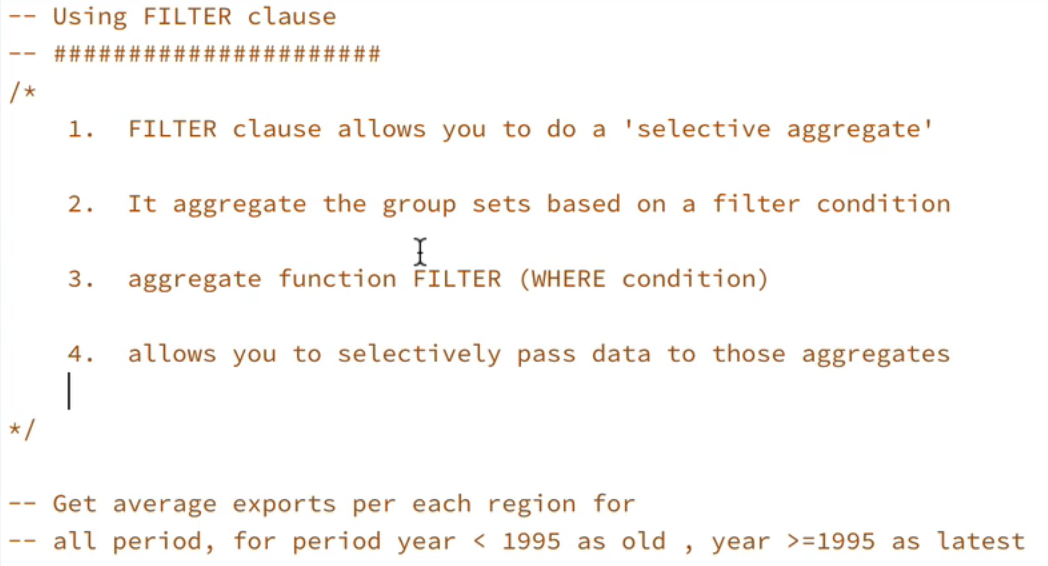 -- Using FILTER clause
-- ######################
/*
1. FILTER clause allows you to do a 'selective aggregate'
2. It aggregate the group sets based on a filter condition
3. aggregate function FILTER (WHERE condition)
4. allows you to selectively pass data to those aggregates
*/
-- Get average exports per each region for
-- all period, for period year < 1995 as old , year >=1995 as latest